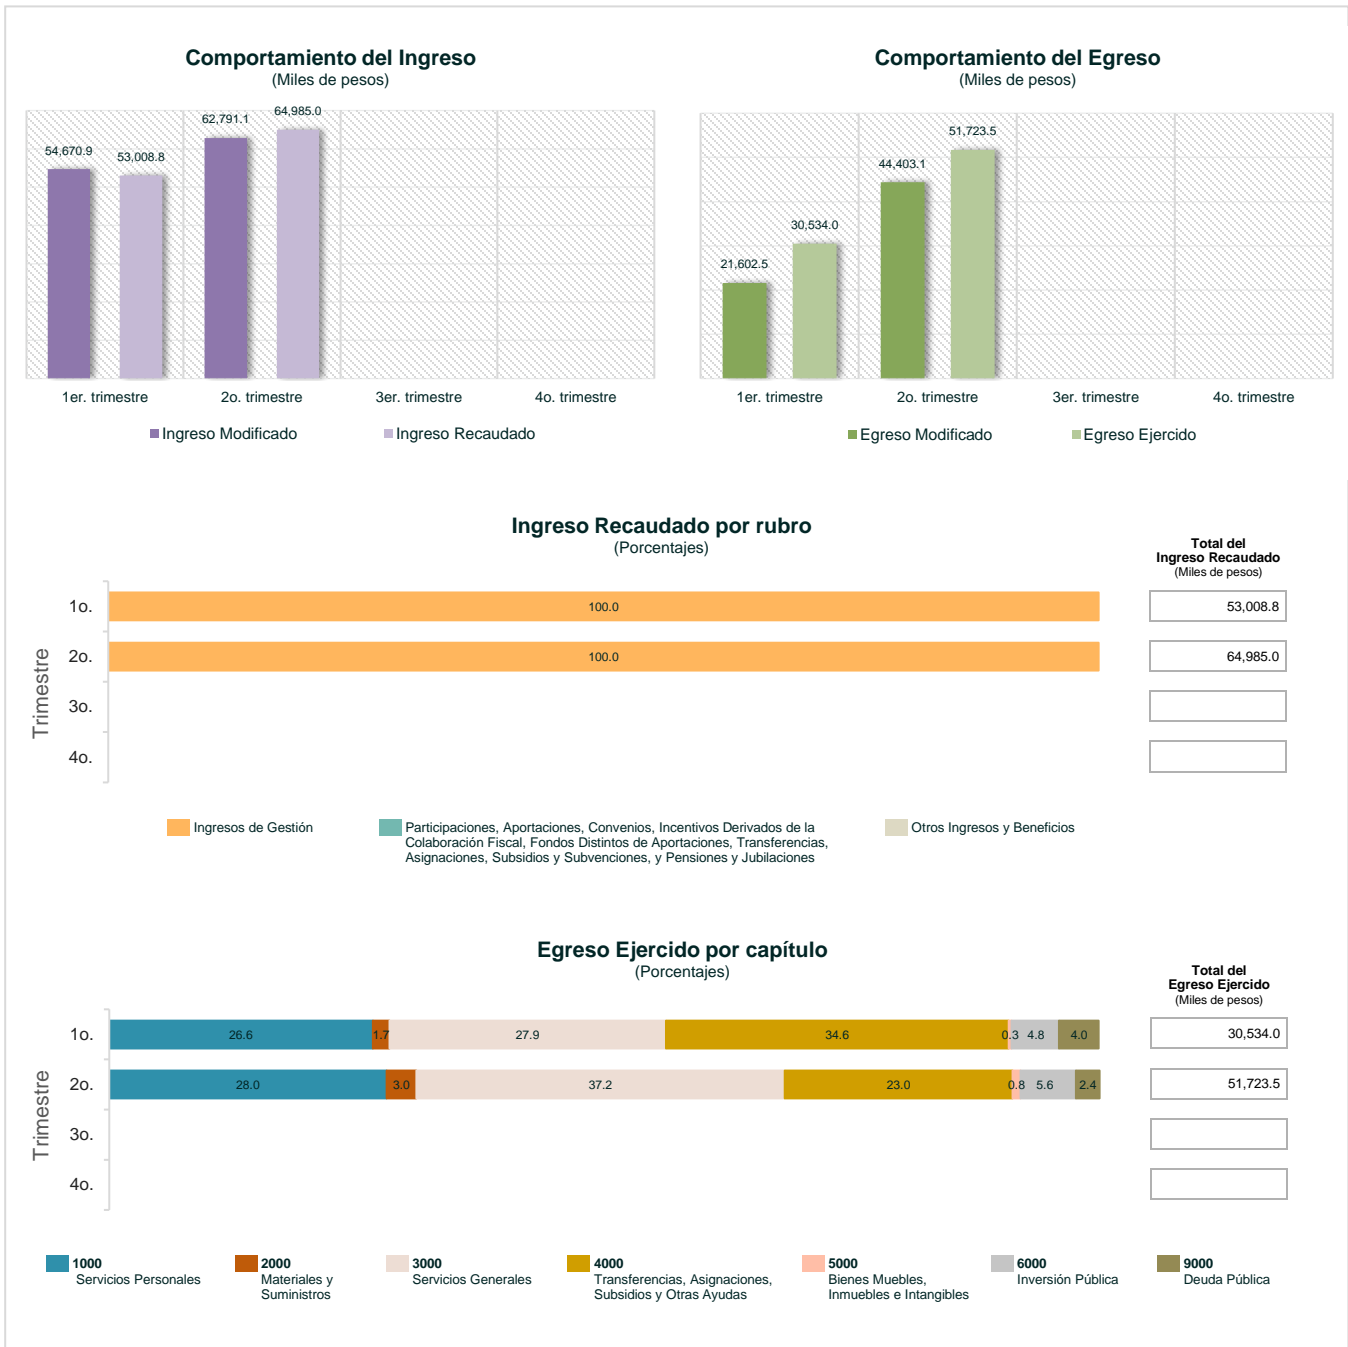 Comportamiento del Ingreso
(Miles de pesos)
54,670.9
53,008.8
62,791.1
64,985.0
1er. trimestre
2o. trimestre
3er. trimestre
4o. trimestre
Ingreso Modificado
Ingreso Recaudado
Comportamiento del Egreso
(Miles de pesos)
21,602.5
30,534.0
44,403.1
51,723.5
1er. trimestre
2o. trimestre
3er. trimestre
4o. trimestre
Egreso Modificado
Egreso Ejercido
Ingreso Recaudado por rubro
(Porcentajes)
Total del
Ingreso Recaudado
(Miles de pesos)
Trimestre
1o.
100.0
53,008.8
2o.
100.0
64,985.0
3o.
4o.
Ingresos de Gestión
Participaciones, Aportaciones, Convenios, Incentivos Derivados de la
Colaboración Fiscal, Fondos Distintos de Aportaciones, Transferencias,
Asignaciones, Subsidios y Subvenciones, y Pensiones y Jubilaciones
Otros Ingresos y Beneficios
Egreso Ejercido por capítulo
(Porcentajes)
Total del
Egreso Ejercido
(Miles de pesos)
Trimestre
1o.
26.6
1.7
27.9
34.6
0.3
4.8
4.0
30,534.0
2o.
28.0
3.0
37.2
23.0
0.8
5.6
2.4
51,723.5
3o.
4o.
1000
Servicios Personales
2000
Materiales y
Suministros
3000
Servicios Generales
4000
Transferencias, Asignaciones,
Subsidios y Otras Ayudas
5000
Bienes Muebles,
Inmuebles e Intangibles
6000
Inversión Pública
9000
Deuda Pública